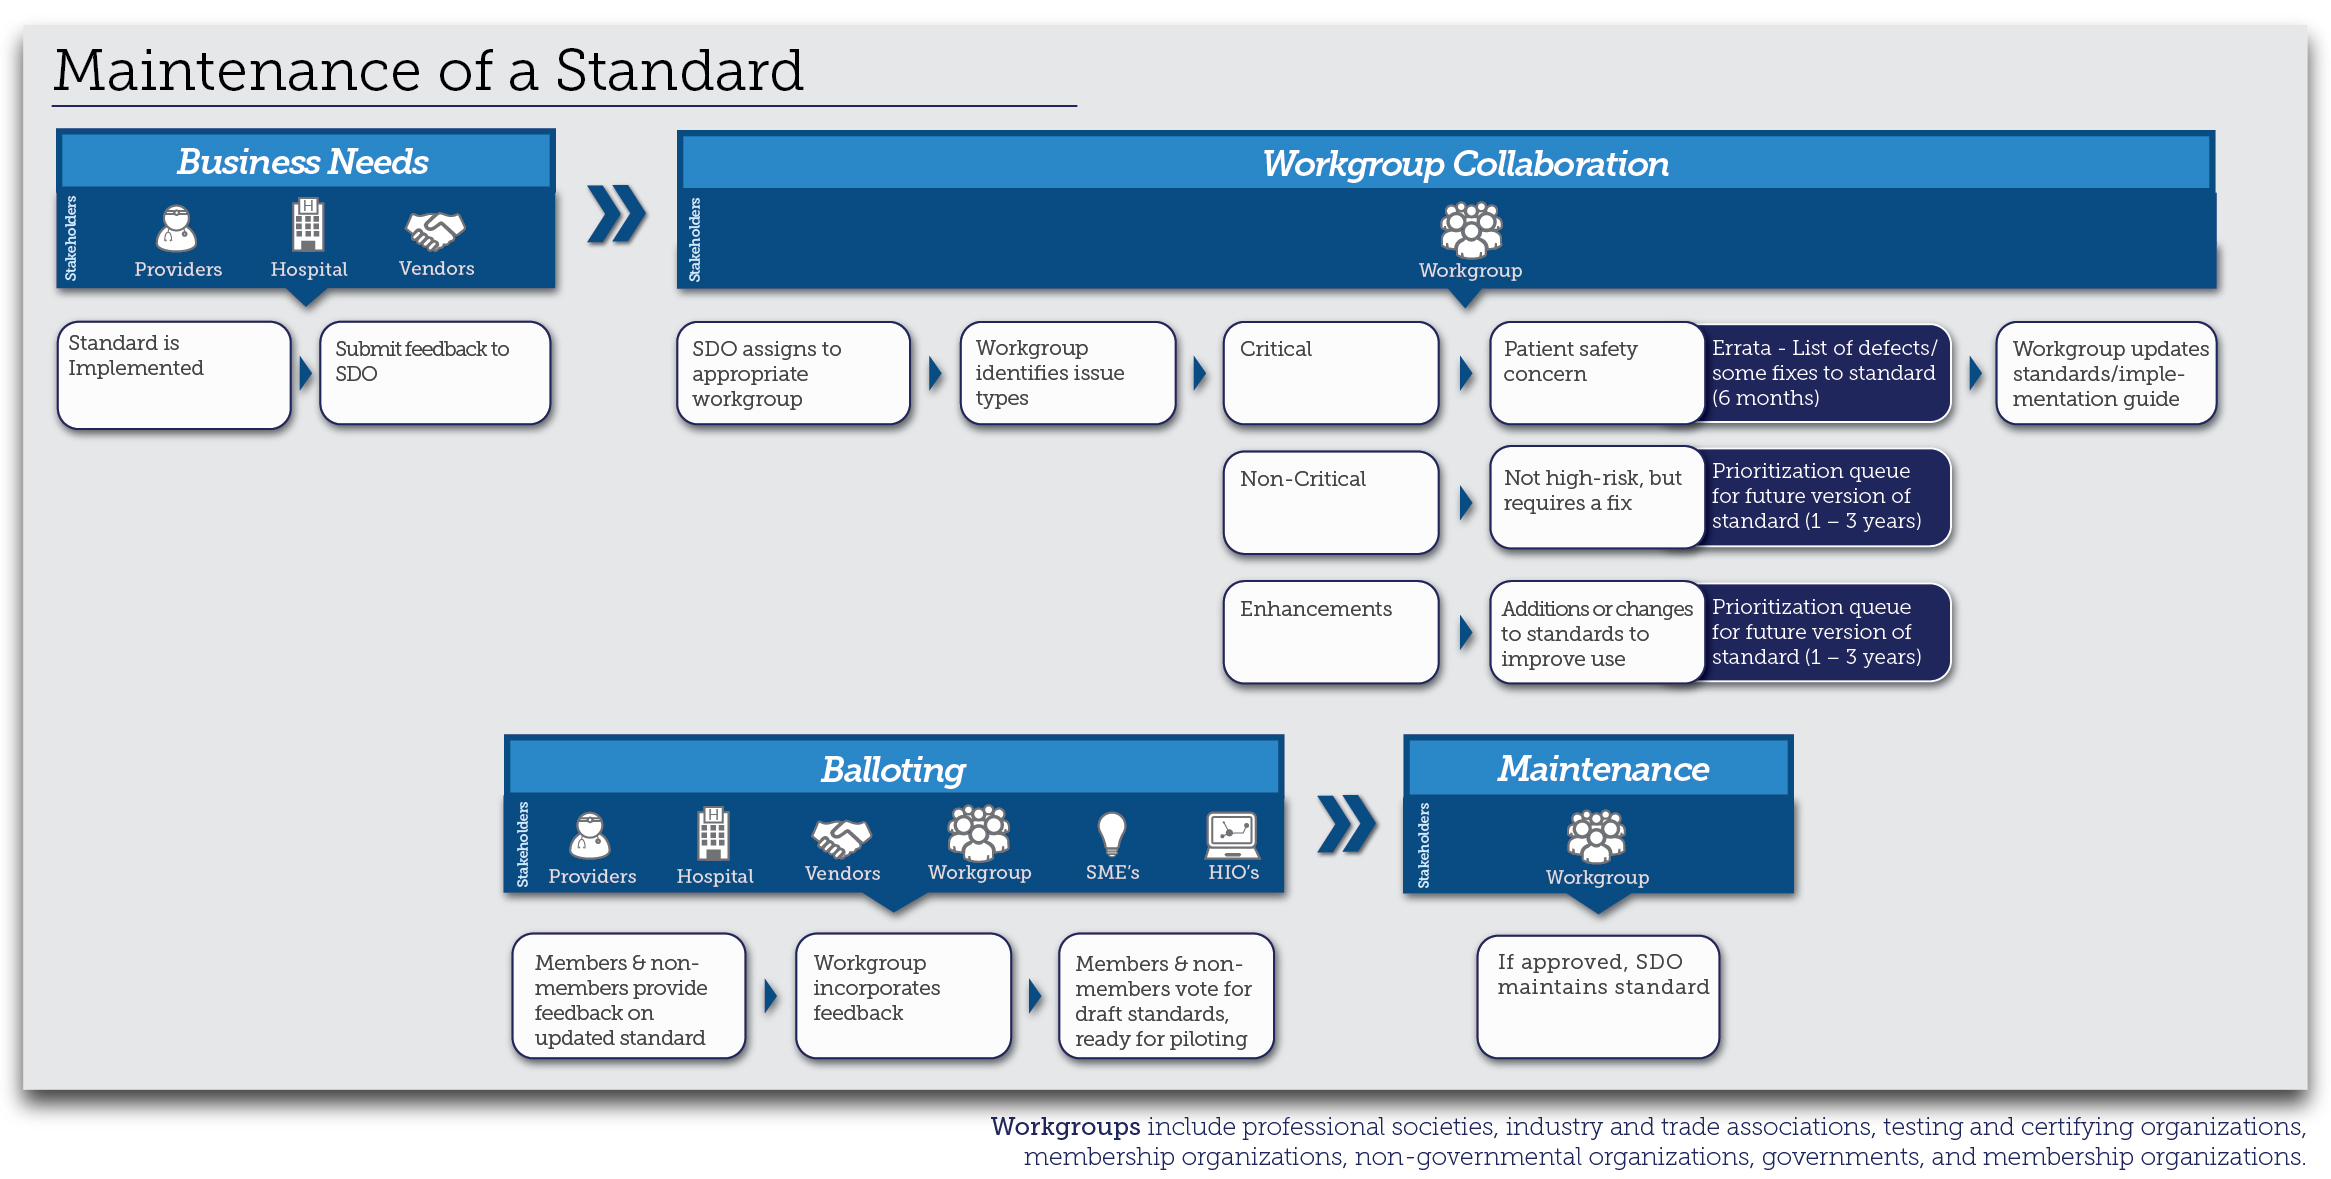 Maintenance of a Standard
Business Needs
Stakeholders
Providers
Hospital
Vendors
Standard is
Implemented
Submit feedback to
SDO
Workgroup Collaboration
Stakeholders
Workgroup
SDO assigns to
appropriate
workgroup
Workgroup
identifies issue
types
Critical
Patient safety
concern
Errata - List of defects/
some fixes to standard
(6 months)
Workgroup updates
standards/imple-
mentation guide
Non-Critical
Not high-risk, but
requires a fix
Prioritization queue
for future version of
standard (1 – 3 years)
Enhancements
Additions or changes
to standards to
improve use
Prioritization queue
for future version of
standard (1 – 3 years)
Balloting
Stakeholders
Providers
H
Hospital
Vendors
Workgroup
SME's
HIO's
Members & non-
members provide
feedback on
updated standard
Workgroup
incorporates
feedback
Members & non-
members vote for
draft standards,
ready for piloting
Maintenance
Stakeholders
Workgroup
If approved, SDO
maintains standard
Workgroups include professional societies, industry and trade associations, testing and certifying organizations,
membership organizations, non-governmental organizations, governments, and membership organizations.